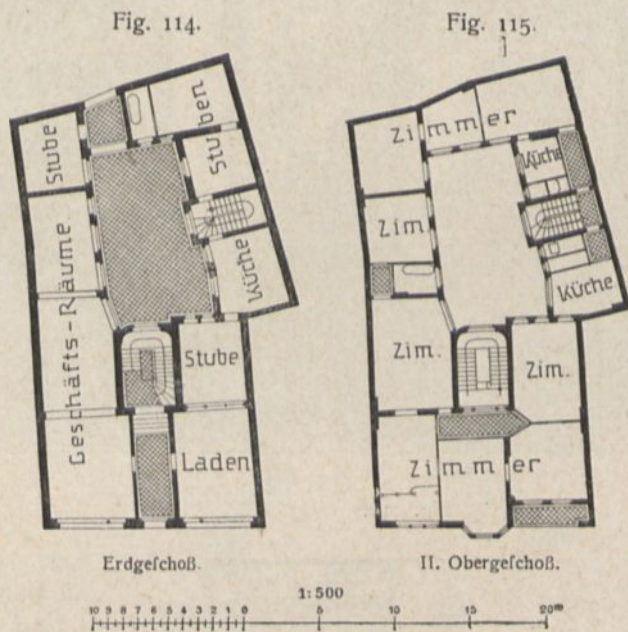 Fig. 114.
Stube
Stuben
Geschäfts-Räume
Küche
Stube
Laden
Erdgeſchoß.
Fig. 115.
Zimmer
Küche
Zim.
Küche
Zim.
Zim.
Zimmer
II. Obergeſchoß.
1:500
10 9 8 7 6 5 4 3 2 1 0 5 10 15 20m